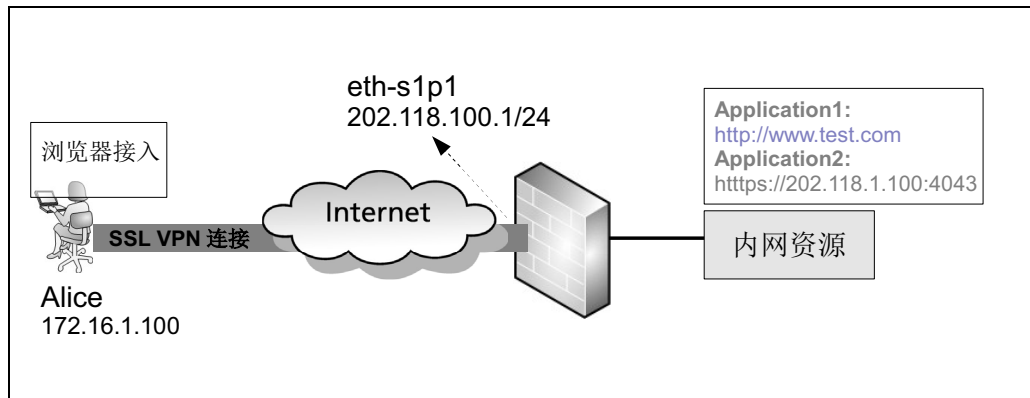 eth-s1p1
202.118.100.1/24
浏览器接入
Internet
SSL VPN 连接
Alice
172.16.1.100
Application1:
http://www.test.com
Application2:
htttps://202.118.1.100:4043
内网资源